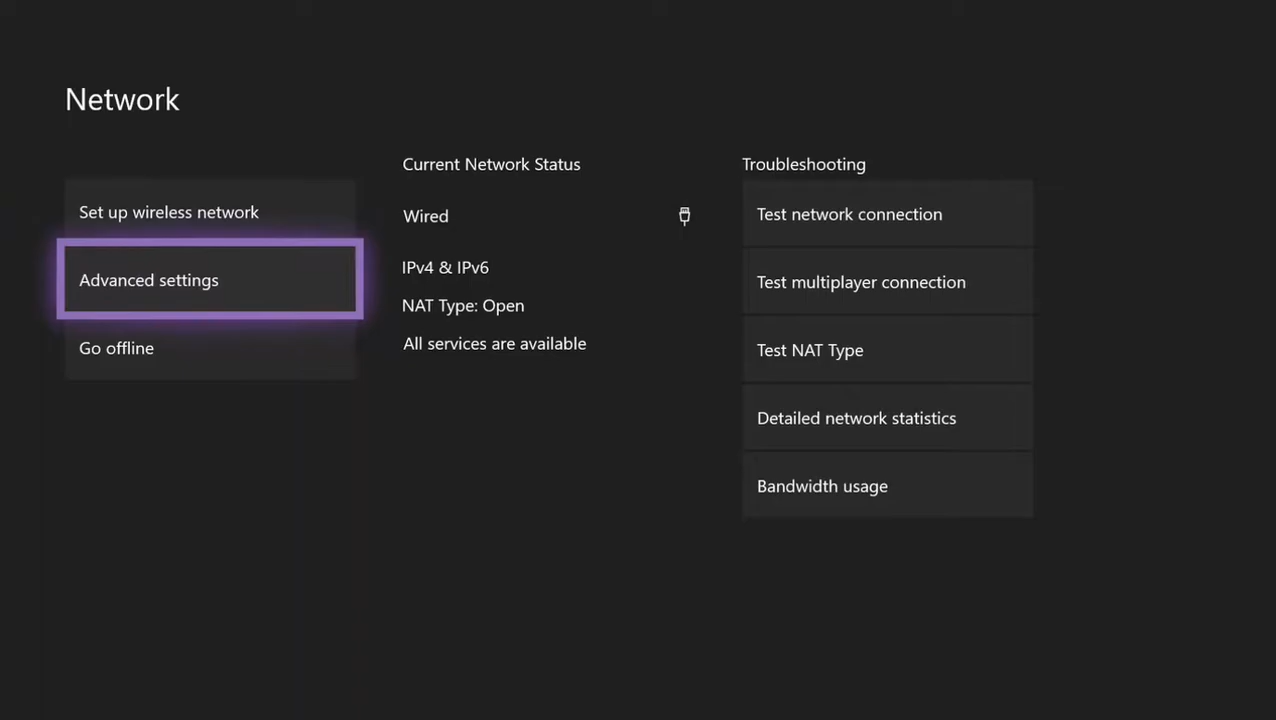 Network
Set up wireless network
Advanced settings
Go offline
Current Network Status
Wired
IPv4 & IPv6
NAT Type: Open
All services are available
Troubleshooting
Test network connection
Test multiplayer connection
Test NAT Type
Detailed network statistics
Bandwidth usage